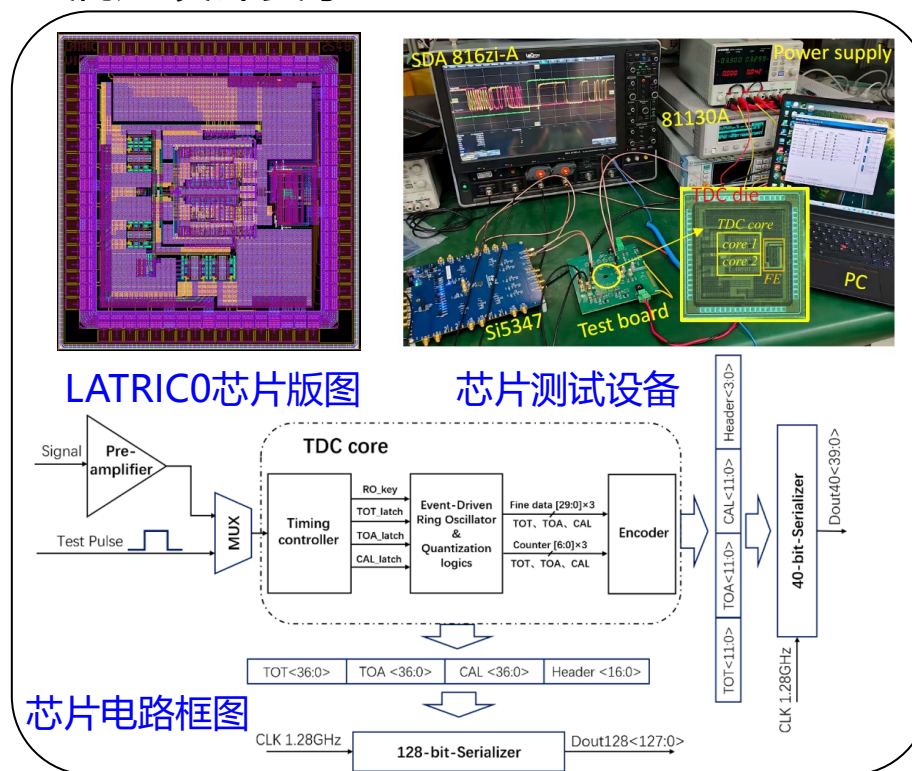 LATRIC
SDA 816zi-A
Power supply
81130A
TDC die
TDC core
core 1
core 2
FE
PC
Si5347
Test board
LATRIC0芯片版图
芯片测试设备
Signal
Pre-
amplifier
Test Pulse
MUX
TDC core
Timing
controller
RO_key
TOT_latch
TOA_latch
CAL_latch
Event-Driven
Ring Oscillator
&
Quantization
logics
Fine data [29:0]×3
TOT、TOA、CAL
Counter [6:0]×3
TOT、TOA、CAL
Encoder
Header<3:0>
CAL<11:0>
TOA<11:0>
TOT<11:0>
40-bit-Serializer
Dout40<39:0>
CLK 1.28GHz
TOT<36:0>
TOA <36:0>
CAL <36:0>
Header <16:0>
芯片电路框图
CLK 1.28GHz
128-bit-Serializer
Dout128<127:0>